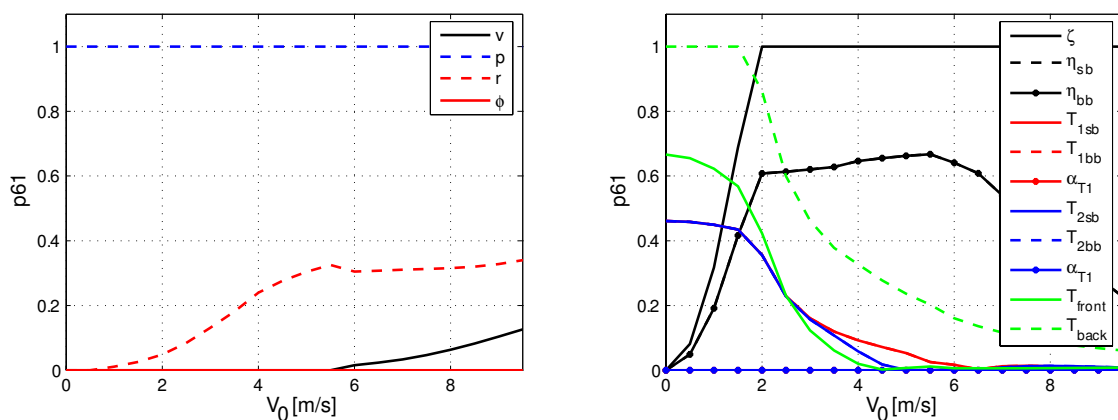 p61
1
0.8
0.6
0.4
0.2
0
0 2 4 6 8
V0 [m/s]
v
p
r
ϕ
p61
1
0.8
0.6
0.4
0.2
0
0 2 4 6 8
V0 [m/s]
ζ
ηsb
ηbb
T1sb
T1bb
αT1
T2sb
T2bb
αT1
Tfront
Tback